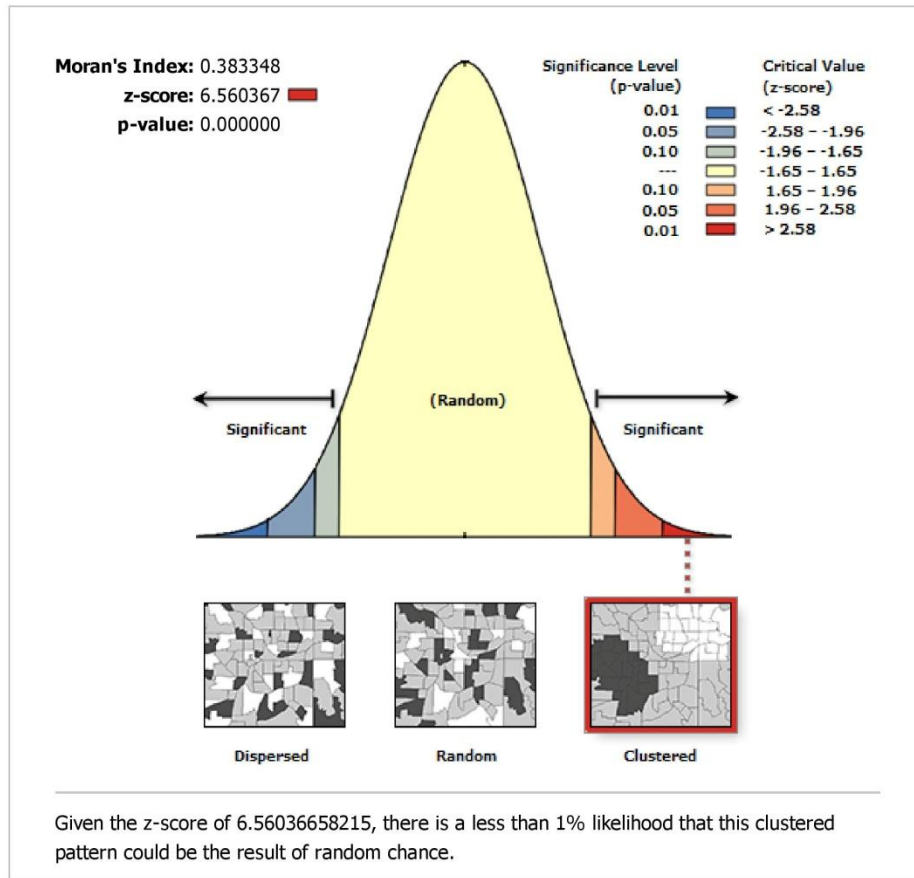 Moran's Index: 0.383348
z-score: 6.560367
p-value: 0.000000
Significance Level
(p-value)
Critical Value
(z-score)
0.01 < -2.58
0.05 -2.58 – -1.96
0.10 -1.96 – -1.65
--- -1.65 – 1.65
0.10 1.65 – 1.96
0.05 1.96 – 2.58
0.01 > 2.58
(Random)
Significant
Significant
Dispersed
Random
Clustered
Given the z-score of 6.56036658215, there is a less than 1% likelihood that this clustered
pattern could be the result of random chance.